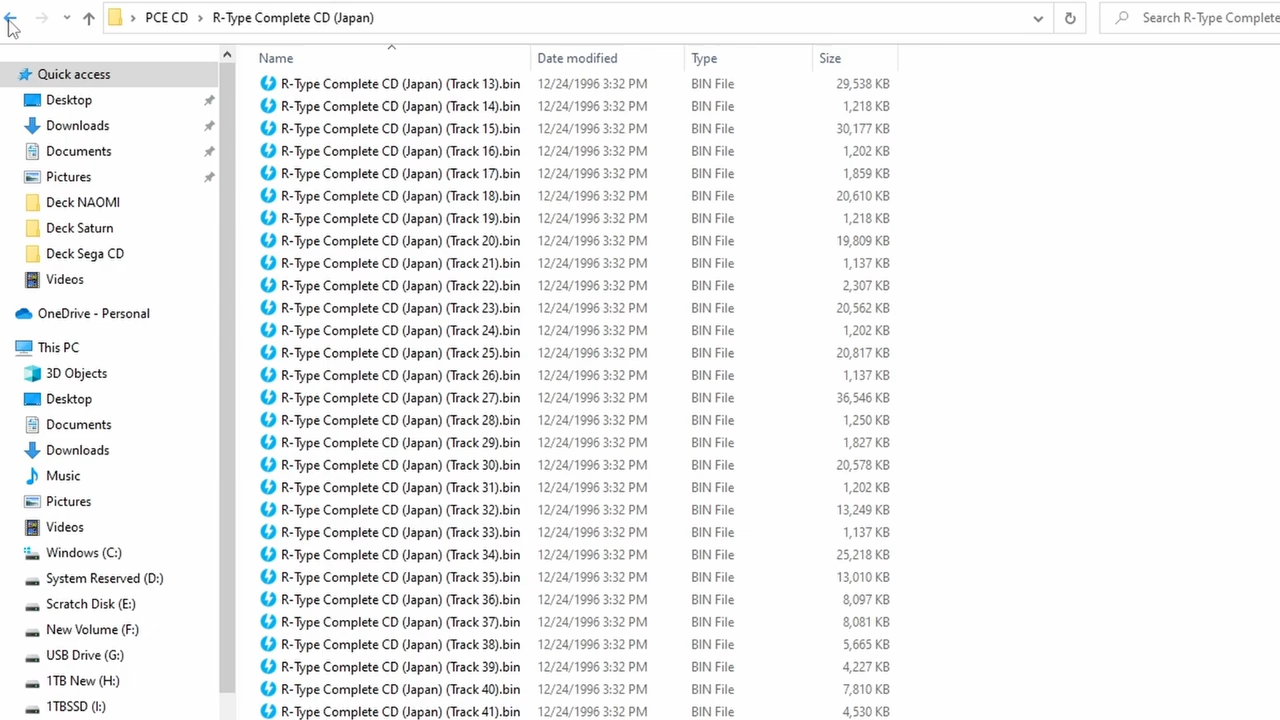 PCE CD > R-Type Complete CD (Japan)
Search R-Type Complete
Name Date modified Type Size
Quick access
Desktop
Downloads
Documents
Pictures
Deck NAOMI
Deck Saturn
Deck Sega CD
Videos
OneDrive - Personal
This PC
3D Objects
Desktop
Documents
Downloads
Music
Pictures
Videos
Windows (C:)
System Reserved (D:)
Scratch Disk (E:)
New Volume (F:)
USB Drive (G:)
1TB New (H:)
1TBSSD (I:)
R-Type Complete CD (Japan) (Track 13).bin 12/24/1996 3:32 PM BIN File 29,538 KB
R-Type Complete CD (Japan) (Track 14).bin 12/24/1996 3:32 PM BIN File 1,218 KB
R-Type Complete CD (Japan) (Track 15).bin 12/24/1996 3:32 PM BIN File 30,177 KB
R-Type Complete CD (Japan) (Track 16).bin 12/24/1996 3:32 PM BIN File 1,202 KB
R-Type Complete CD (Japan) (Track 17).bin 12/24/1996 3:32 PM BIN File 1,859 KB
R-Type Complete CD (Japan) (Track 18).bin 12/24/1996 3:32 PM BIN File 20,610 KB
R-Type Complete CD (Japan) (Track 19).bin 12/24/1996 3:32 PM BIN File 1,218 KB
R-Type Complete CD (Japan) (Track 20).bin 12/24/1996 3:32 PM BIN File 19,809 KB
R-Type Complete CD (Japan) (Track 21).bin 12/24/1996 3:32 PM BIN File 1,137 KB
R-Type Complete CD (Japan) (Track 22).bin 12/24/1996 3:32 PM BIN File 2,307 KB
R-Type Complete CD (Japan) (Track 23).bin 12/24/1996 3:32 PM BIN File 20,562 KB
R-Type Complete CD (Japan) (Track 24).bin 12/24/1996 3:32 PM BIN File 1,202 KB
R-Type Complete CD (Japan) (Track 25).bin 12/24/1996 3:32 PM BIN File 20,817 KB
R-Type Complete CD (Japan) (Track 26).bin 12/24/1996 3:32 PM BIN File 1,137 KB
R-Type Complete CD (Japan) (Track 27).bin 12/24/1996 3:32 PM BIN File 36,546 KB
R-Type Complete CD (Japan) (Track 28).bin 12/24/1996 3:32 PM BIN File 1,250 KB
R-Type Complete CD (Japan) (Track 29).bin 12/24/1996 3:32 PM BIN File 1,827 KB
R-Type Complete CD (Japan) (Track 30).bin 12/24/1996 3:32 PM BIN File 20,578 KB
R-Type Complete CD (Japan) (Track 31).bin 12/24/1996 3:32 PM BIN File 1,202 KB
R-Type Complete CD (Japan) (Track 32).bin 12/24/1996 3:32 PM BIN File 13,249 KB
R-Type Complete CD (Japan) (Track 33).bin 12/24/1996 3:32 PM BIN File 1,137 KB
R-Type Complete CD (Japan) (Track 34).bin 12/24/1996 3:32 PM BIN File 25,218 KB
R-Type Complete CD (Japan) (Track 35).bin 12/24/1996 3:32 PM BIN File 13,010 KB
R-Type Complete CD (Japan) (Track 36).bin 12/24/1996 3:32 PM BIN File 8,097 KB
R-Type Complete CD (Japan) (Track 37).bin 12/24/1996 3:32 PM BIN File 8,081 KB
R-Type Complete CD (Japan) (Track 38).bin 12/24/1996 3:32 PM BIN File 5,665 KB
R-Type Complete CD (Japan) (Track 39).bin 12/24/1996 3:32 PM BIN File 4,227 KB
R-Type Complete CD (Japan) (Track 40).bin 12/24/1996 3:32 PM BIN File 7,810 KB
R-Type Complete CD (Japan) (Track 41).bin 12/24/1996 3:32 PM BIN File 4,530 KB